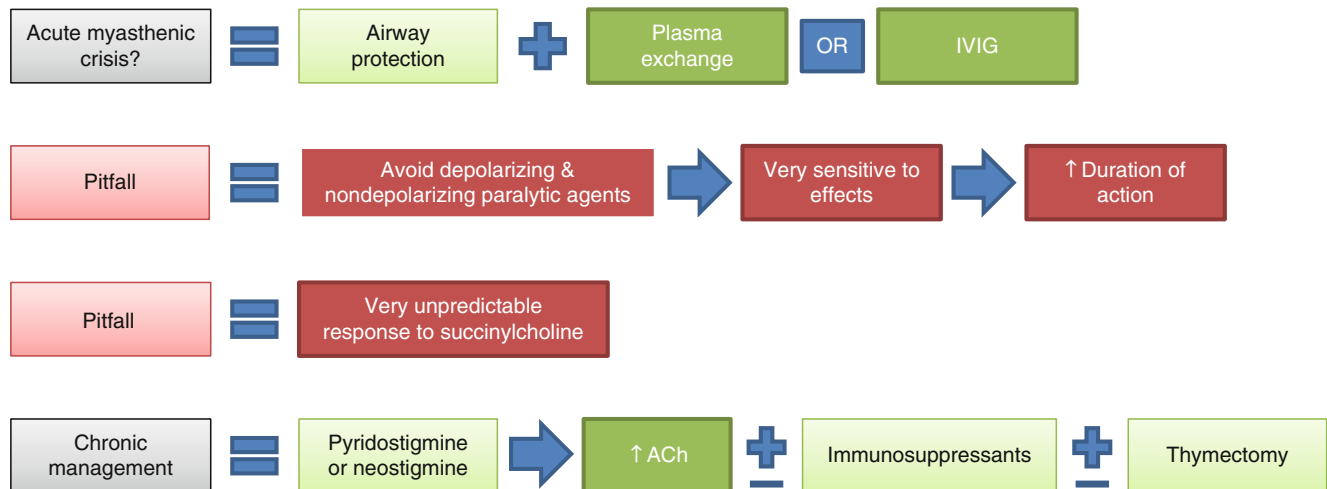 Acute myasthenic
crisis?
Airway
protection
Plasma
exchange
OR
IVIG
Pitfall
Avoid depolarizing &
nondepolarizing paralytic agents
Very sensitive to
effects
↑ Duration of
action
Pitfall
Very unpredictable
response to succinylcholine
Chronic
management
Pyridostigmine
or neostigmine
↑ ACh
Immunosuppressants
Thymectomy